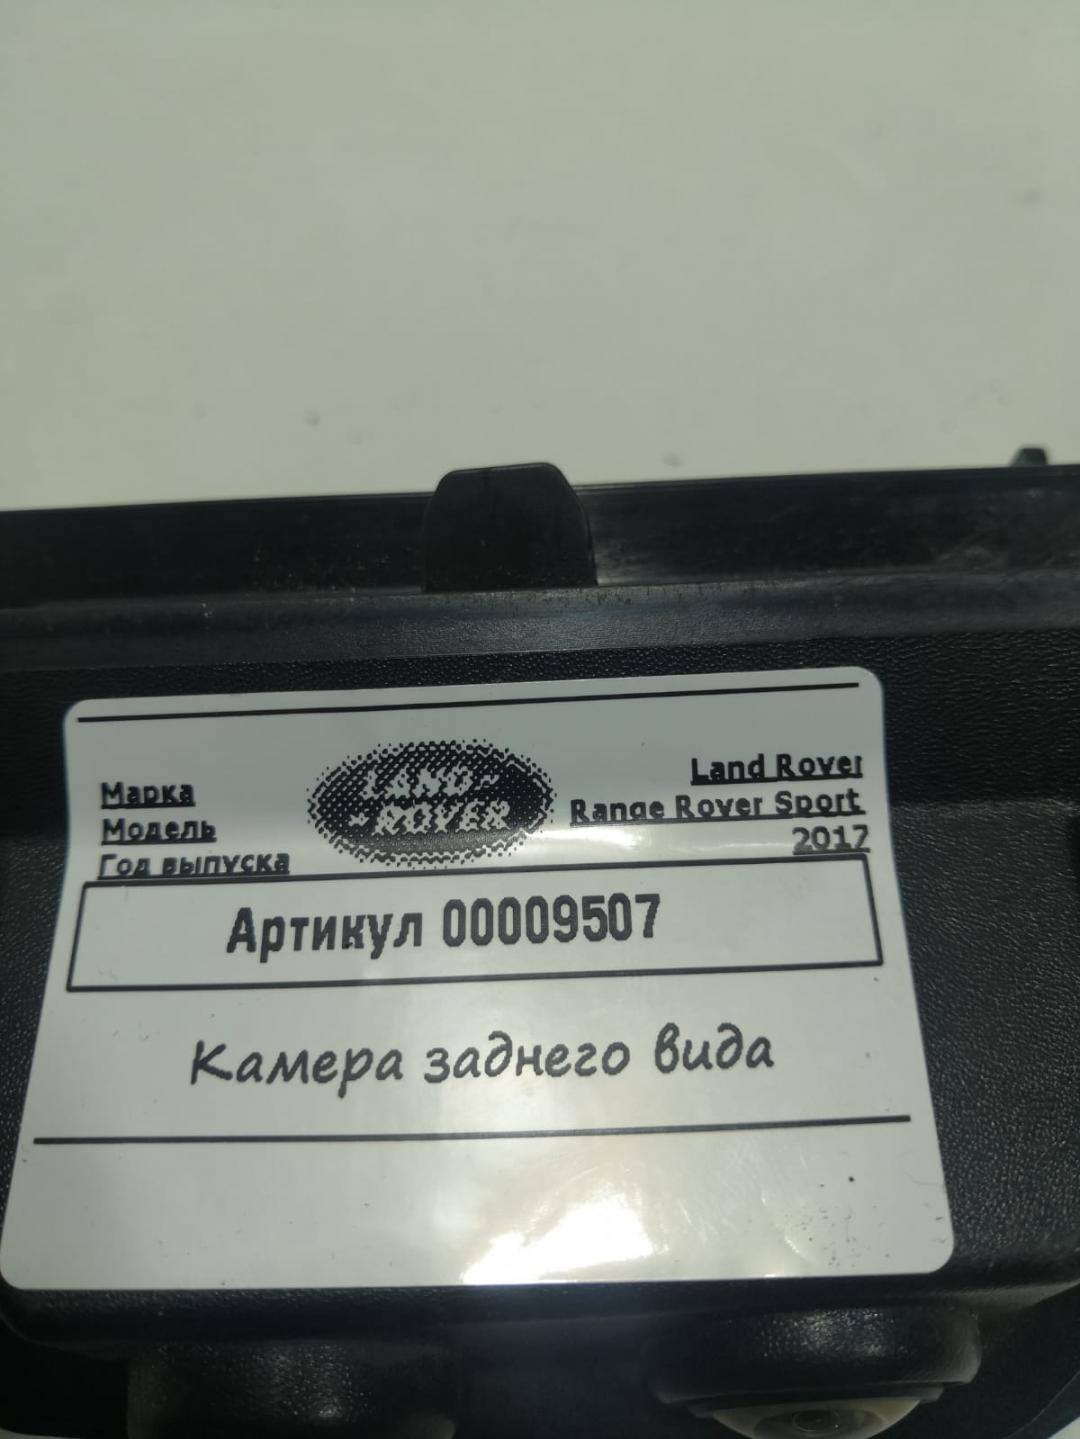 Марка
Модель
Год выпуска
LAND-
-ROVER
Land Rover
Range Rover Sport
2017
Артикул 00009507
Камера заднего вида